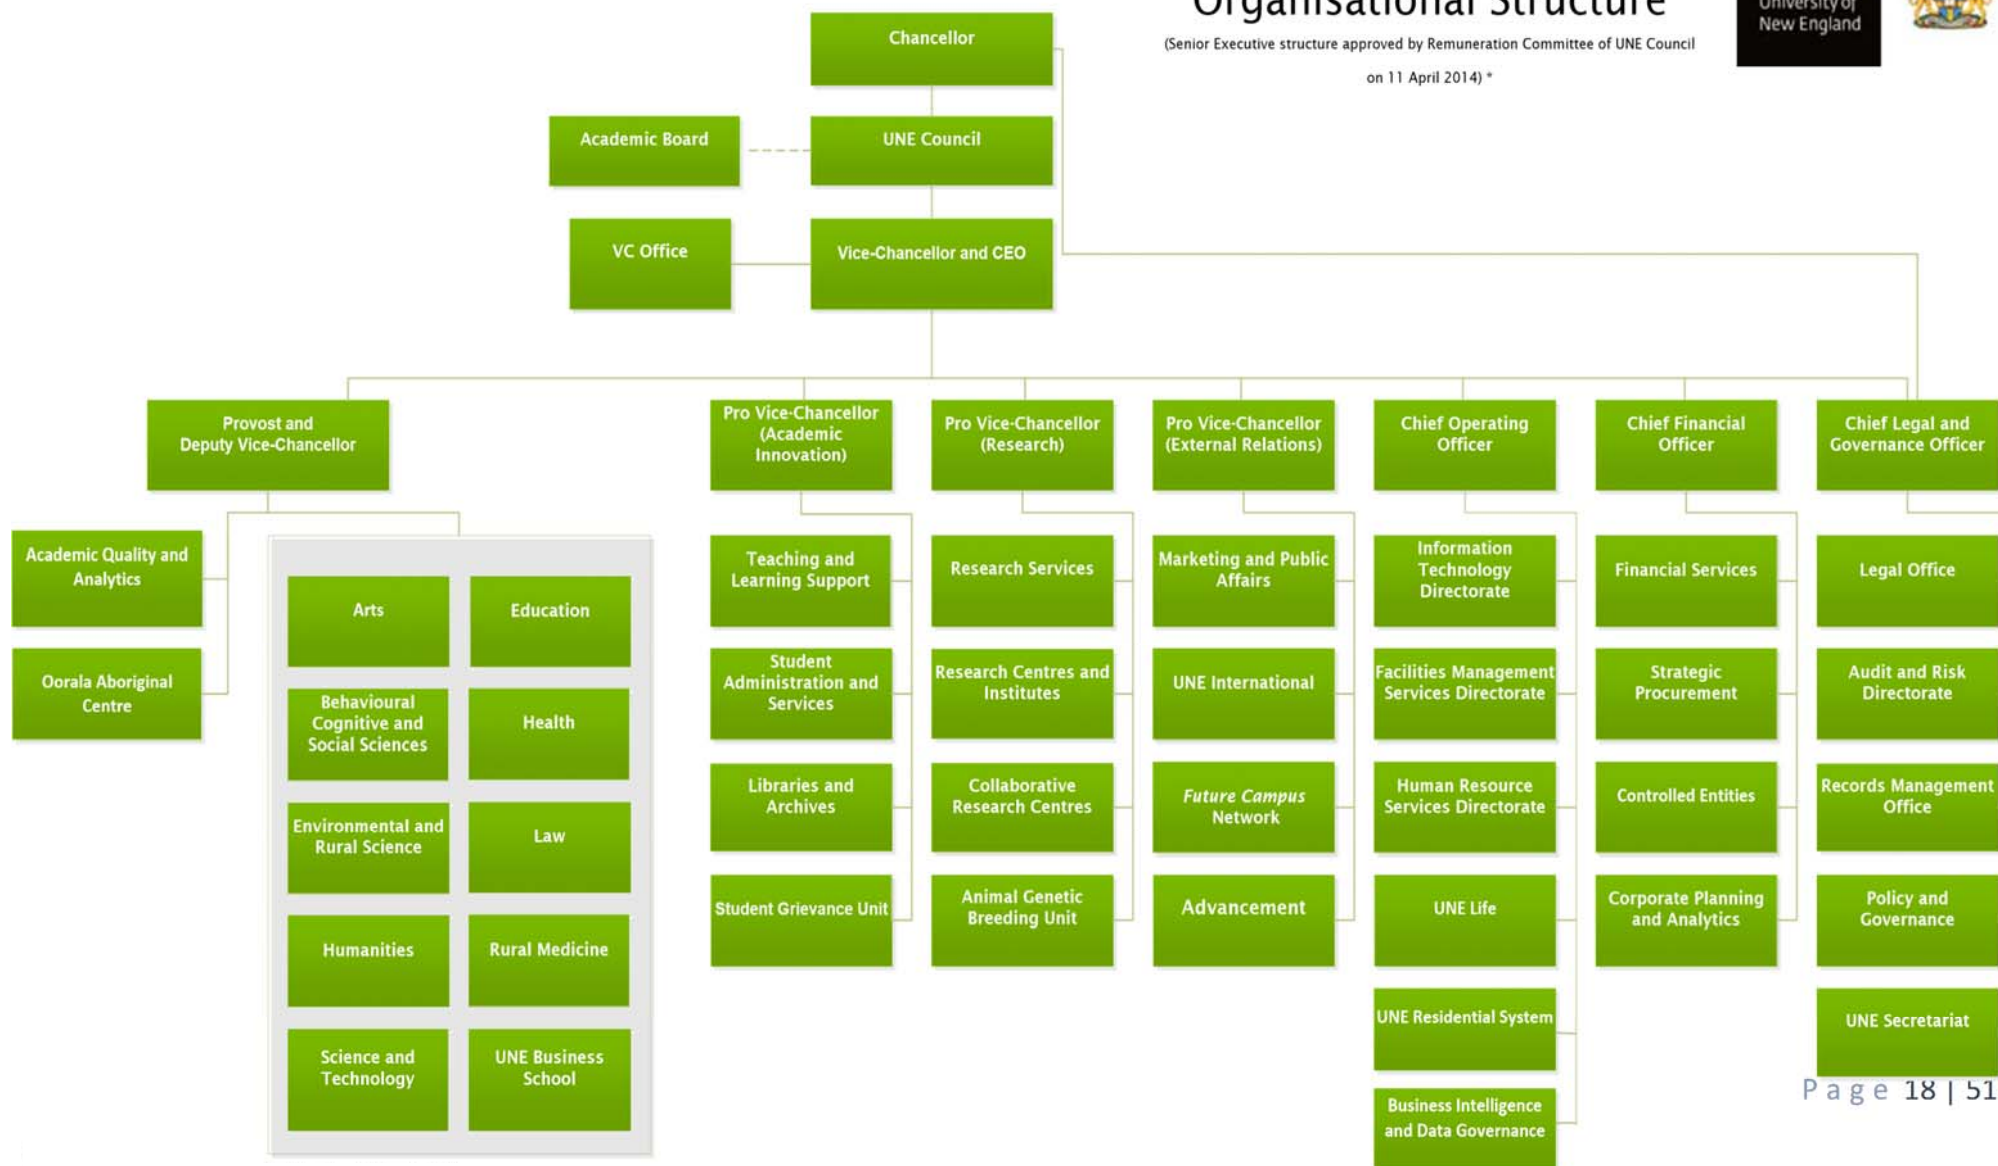 Organisational Structure
(Senior Executive structure approved by Remuneration Committee of UNE Council
on 11 April 2014) *
University of
New England
Chancellor
Academic Board
UNE Council
VC Office
Vice-Chancellor and CEO
Provost and
Deputy Vice-Chancellor
Pro Vice-Chancellor
(Academic
Innovation)
Pro Vice-Chancellor
(Research)
Pro Vice-Chancellor
(External Relations)
Chief Operating
Officer
Chief Financial
Officer
Chief Legal and
Governance Officer
Academic Quality and
Analytics
Oorala Aboriginal
Centre
Arts
Education
Behavioural
Cognitive and
Social Sciences
Health
Environmental and
Rural Science
Law
Humanities
Rural Medicine
Science and
Technology
UNE Business
School
Teaching and
Learning Support
Student
Administration and
Services
Libraries and
Archives
Student Grievance Unit
Research Services
Research Centres and
Institutes
Collaborative
Research Centres
Animal Genetic
Breeding Unit
Marketing and Public
Affairs
UNE International
Future Campus
Network
Advancement
Information
Technology
Directorate
Facilities Management
Services Directorate
Human Resource
Services Directorate
UNE Life
UNE Residential System
Business Intelligence
and Data Governance
Financial Services
Strategic
Procurement
Controlled Entities
Corporate Planning
and Analytics
Legal Office
Audit and Risk
Directorate
Records Management
Office
Policy and
Governance
UNE Secretariat
Page 18 | 51